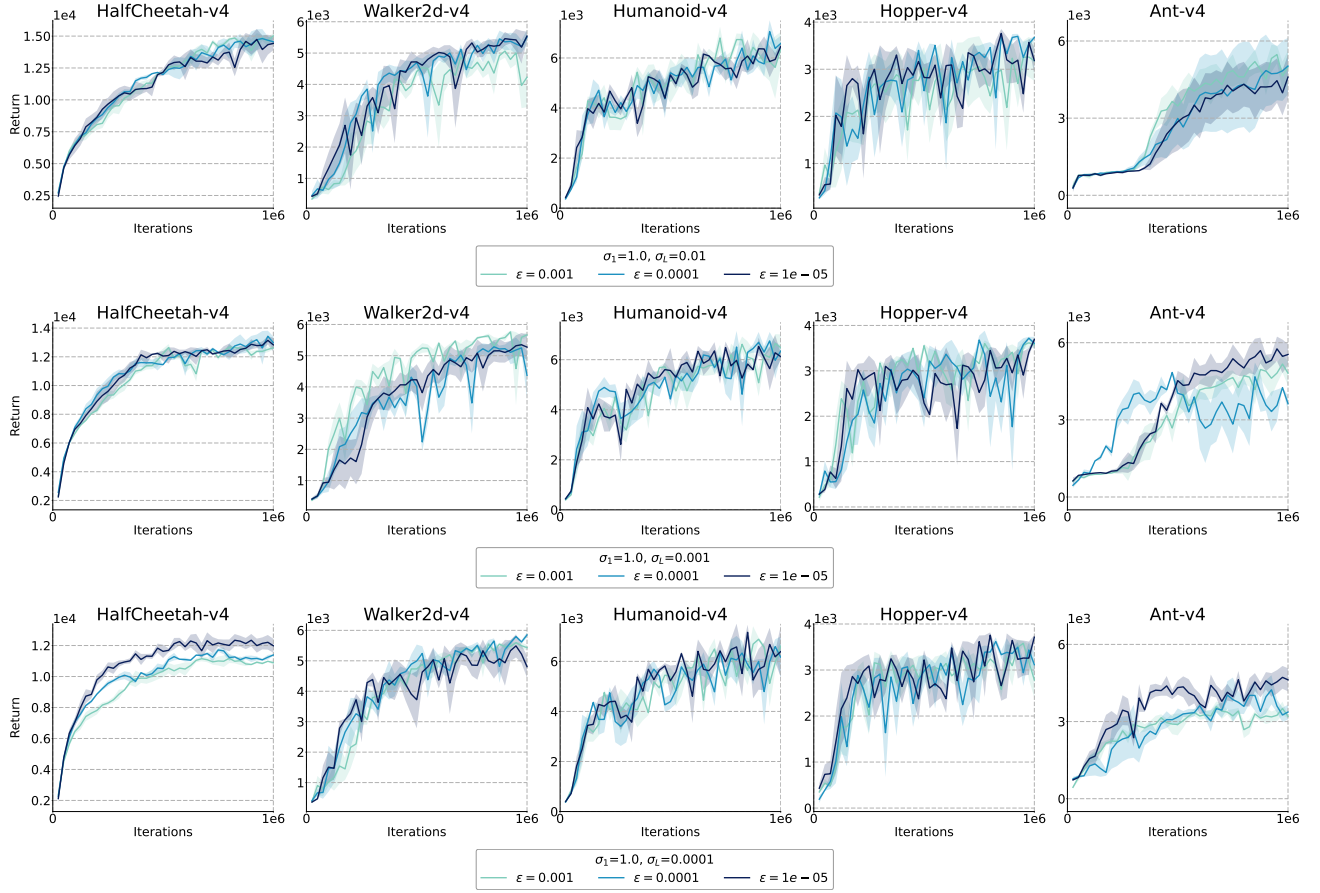 HalfCheetah-v4 Walker2d-v4 Humanoid-v4 Hopper-v4 Ant-v4
1e4 1e3 1e3 1e3 1e3
Return
1.50 1.25 1.00 0.75 0.50 0.25
6 5 4 3 2 1
6 4 2 0
4 3 2 1
6 3 0
0 1e6 0 1e6 0 1e6 0 1e6 0 1e6
Iterations Iterations Iterations Iterations Iterations
σ₁=1.0, σ_L=0.01
ε = 0.001 ε = 0.0001 ε = 1e − 05
HalfCheetah-v4 Walker2d-v4 Humanoid-v4 Hopper-v4 Ant-v4
1e4 1e3 1e3 1e3 1e3
Return
1.4 1.2 1.0 0.8 0.6 0.4 0.2
6 5 4 3 2 1
6 4 2 0
4 3 2 1 0
6 3 0
0 1e6 0 1e6 0 1e6 0 1e6 0 1e6
Iterations Iterations Iterations Iterations Iterations
σ₁=1.0, σ_L=0.001
ε = 0.001 ε = 0.0001 ε = 1e − 05
HalfCheetah-v4 Walker2d-v4 Humanoid-v4 Hopper-v4 Ant-v4
1e4 1e3 1e3 1e3 1e3
Return
1.2 1.0 0.8 0.6 0.4 0.2
6 5 4 3 2 1
6 4 2 0
4 3 2 1 0
6 3 0
0 1e6 0 1e6 0 1e6 0 1e6 0 1e6
Iterations Iterations Iterations Iterations Iterations
σ₁=1.0, σ_L=0.0001
ε = 0.001 ε = 0.0001 ε = 1e − 05